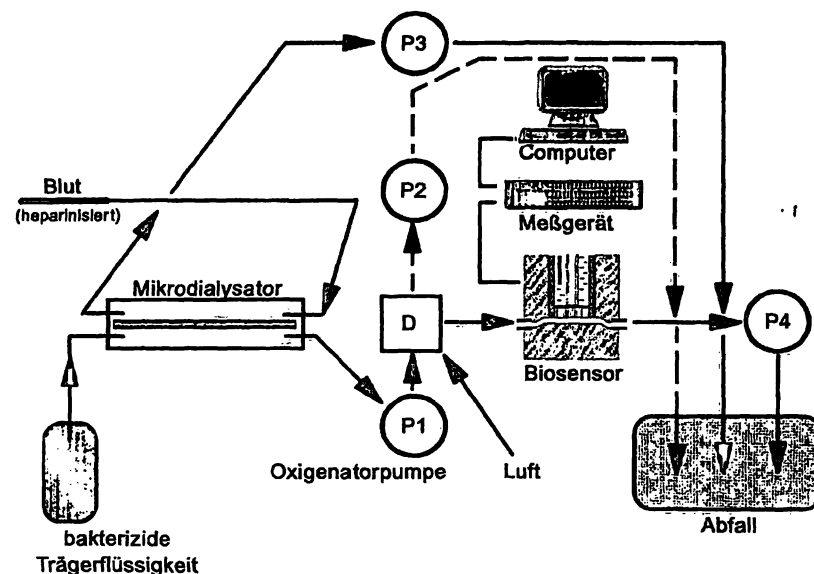 P3
Computer
Blut
(heparinisiert)
P2
Meßgerät
Mikrodialysator
D
P4
Biosensor
P1
Oxigenatorpumpe
Luft
Abfall
bakterizide
Trägerflüssigkeit